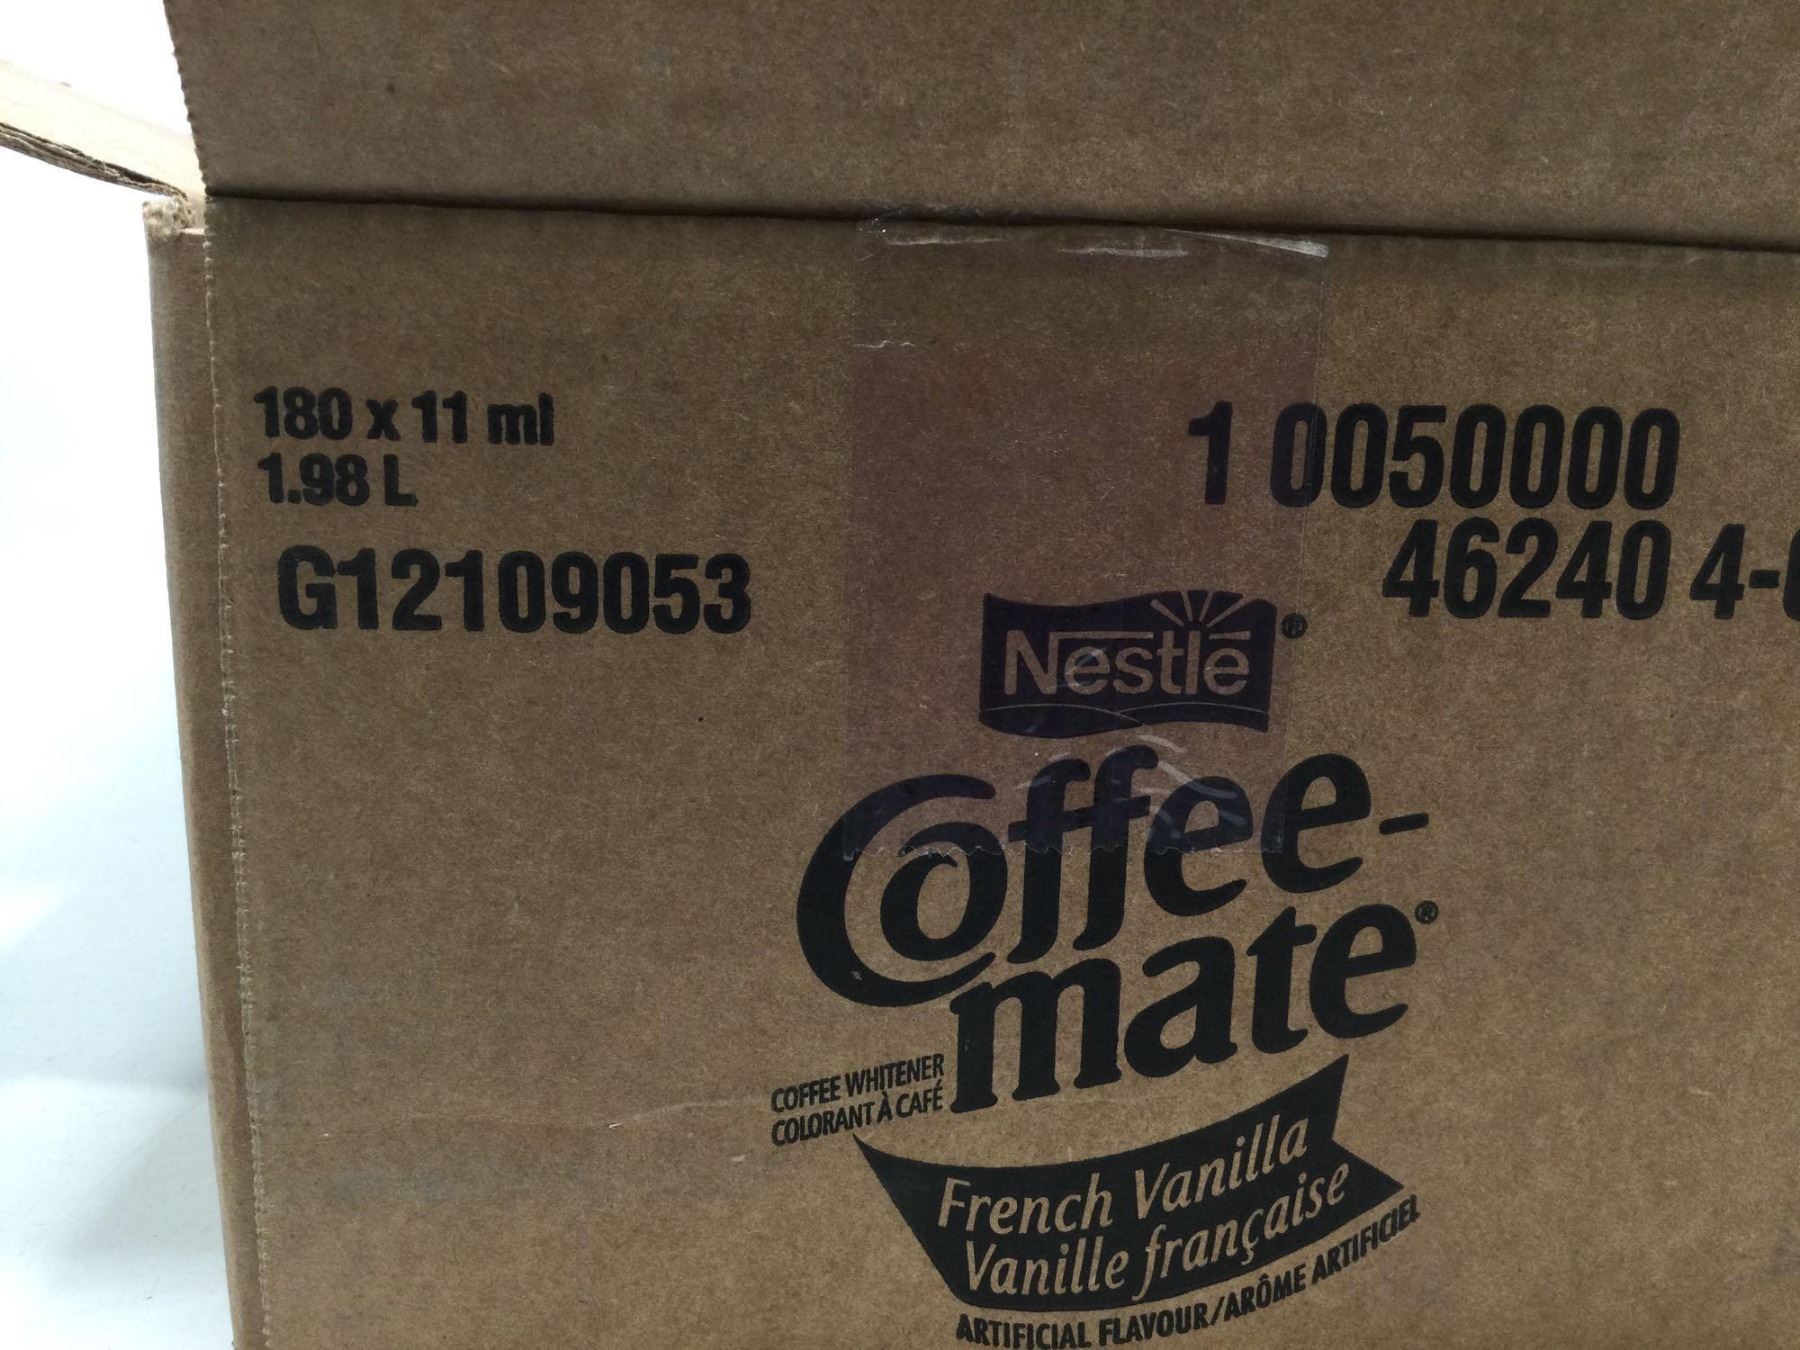 180 x 11 ml
1.98 L
G12109053
1 0050000
46240 4-
Nestlé®
Coffee-
mate®
COFFEE WHITENER
COLORANT À CAFÉ
French Vanilla
Vanille française
ARTIFICIAL FLAVOUR/ARÔME ARTIFICIEL